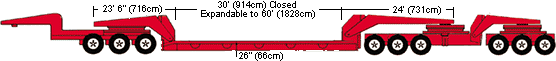 23' 6" (716cm)
30' (914cm) Closed
Expandable to 60' (1828cm)
24' (731cm)
26" (66cm)